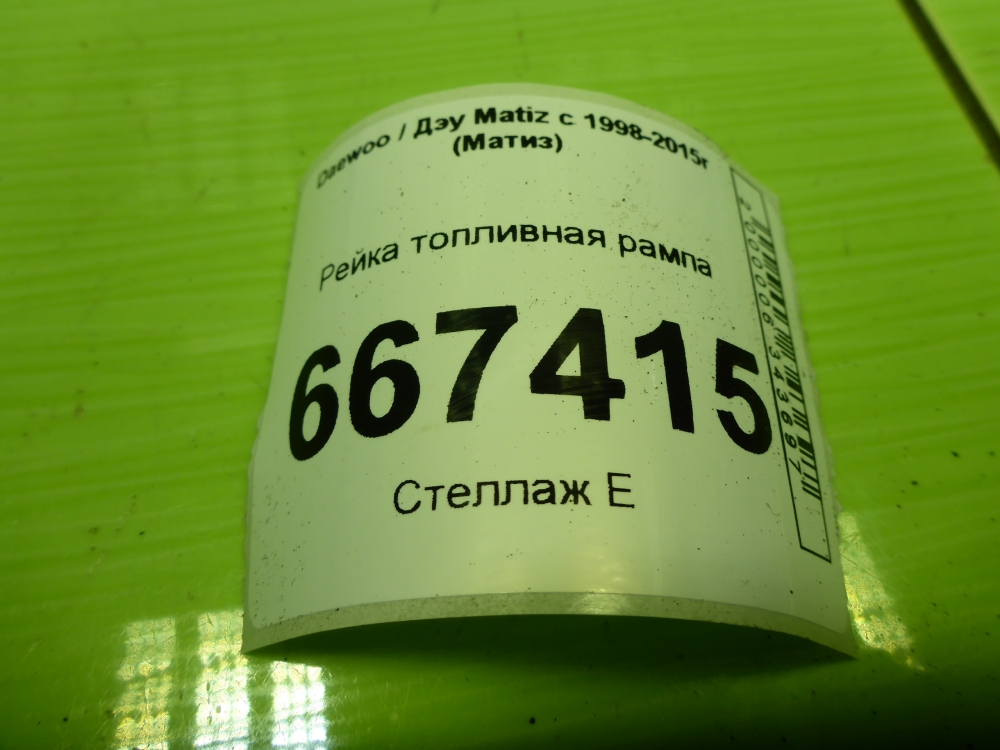 Daewoo / Дэу Matiz с 1998-2015г
(Матиз)
Рейка топливная рампа
667415
Стеллаж Е
2000006343697